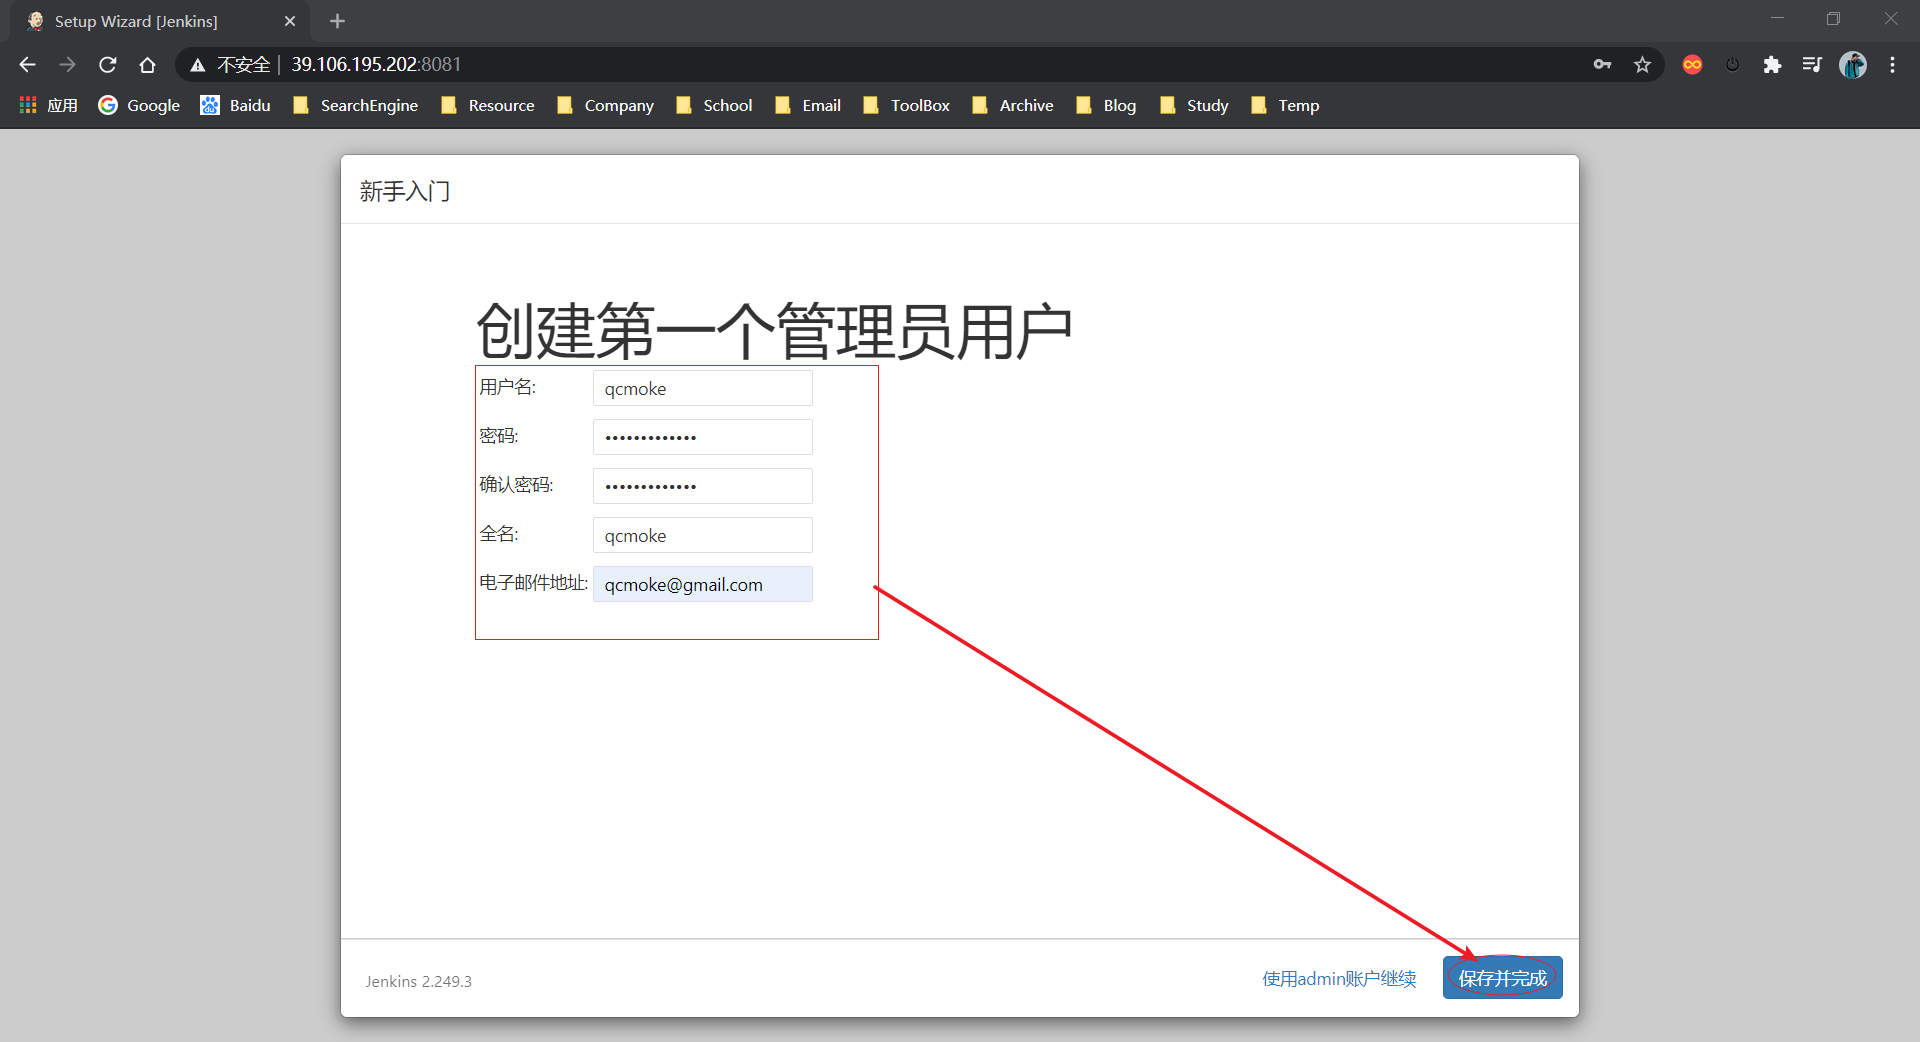 Setup Wizard [Jenkins]
不安全 | 39.106.195.202:8081
应用 Google Baidu SearchEngine Resource Company School Email ToolBox Archive Blog Study Temp
新手入门
创建第一个管理员用户
用户名: qcmoke
密码: •••••••••••••
确认密码: •••••••••••••
全名: qcmoke
电子邮件地址: qcmoke@gmail.com
Jenkins 2.249.3 使用admin账户继续 保存并完成